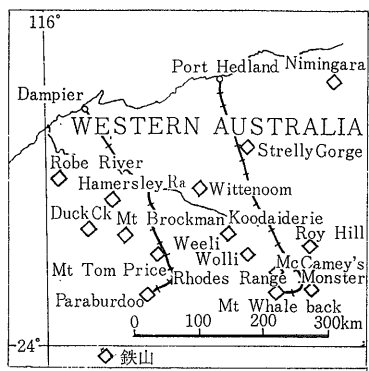 116°
Port Hedland
Nimingara
Dampier
WESTERN AUSTRALIA
Strelly Gorge
Robe River
Hamersley Ra
Wittenoom
Duck Ck
Mt Brockman
Koodaiderie
Roy Hill
Weeli
Wolli
Mt Tom Price
Rhodes Range
McCamey's
Monster
Paraburdoo
Mt Whale back
0 100 200 300km
24°
鉄山